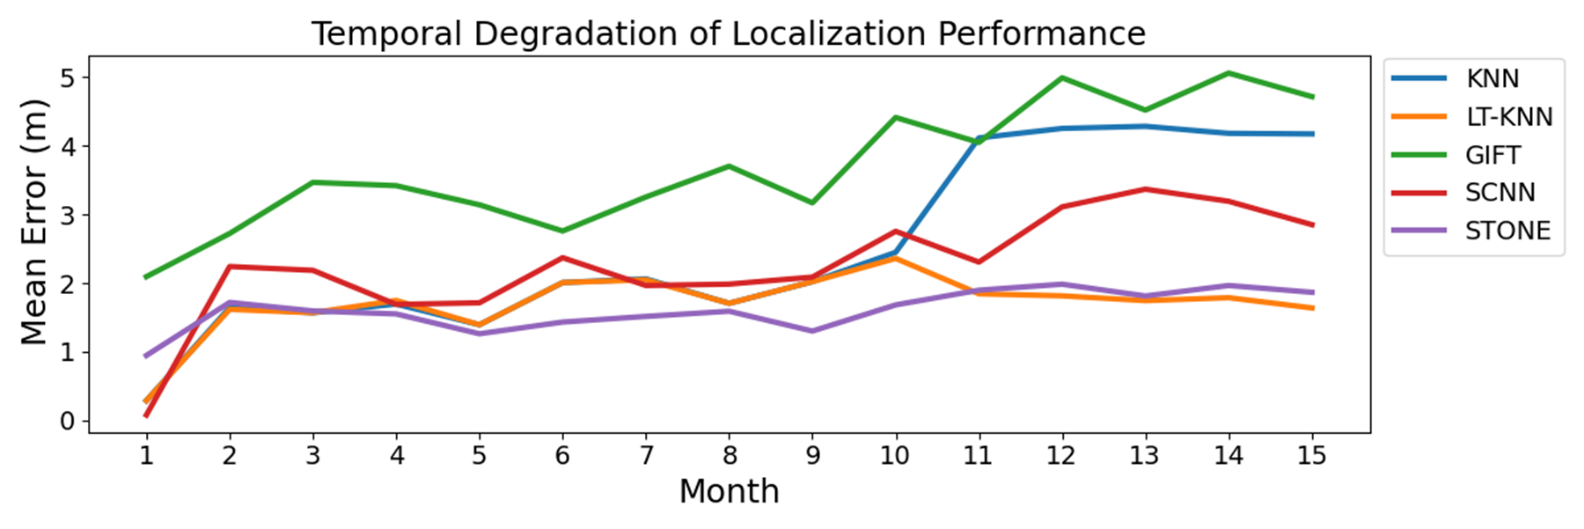 Temporal Degradation of Localization Performance
Mean Error (m)
5
4
3
2
1
0
1 2 3 4 5 6 7 8 9 10 11 12 13 14 15
Month
KNN
LT-KNN
GIFT
SCNN
STONE